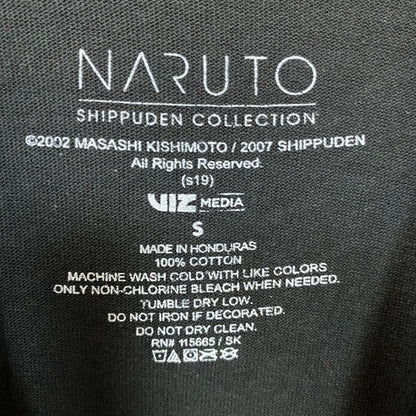 NARUTO
SHIPPUDEN COLLECTION
©2002 MASASHI KISHIMOTO / 2007 SHIPPUDEN
All Rights Reserved.
(s19)
VIZ MEDIA
S
MADE IN HONDURAS
100% COTTON
MACHINE WASH COLD WITH LIKE COLORS
ONLY NON-CHLORINE BLEACH WHEN NEEDED.
TUMBLE DRY LOW.
DO NOT IRON IF DECORATED.
DO NOT DRY CLEAN.
RN# 115665 / SK